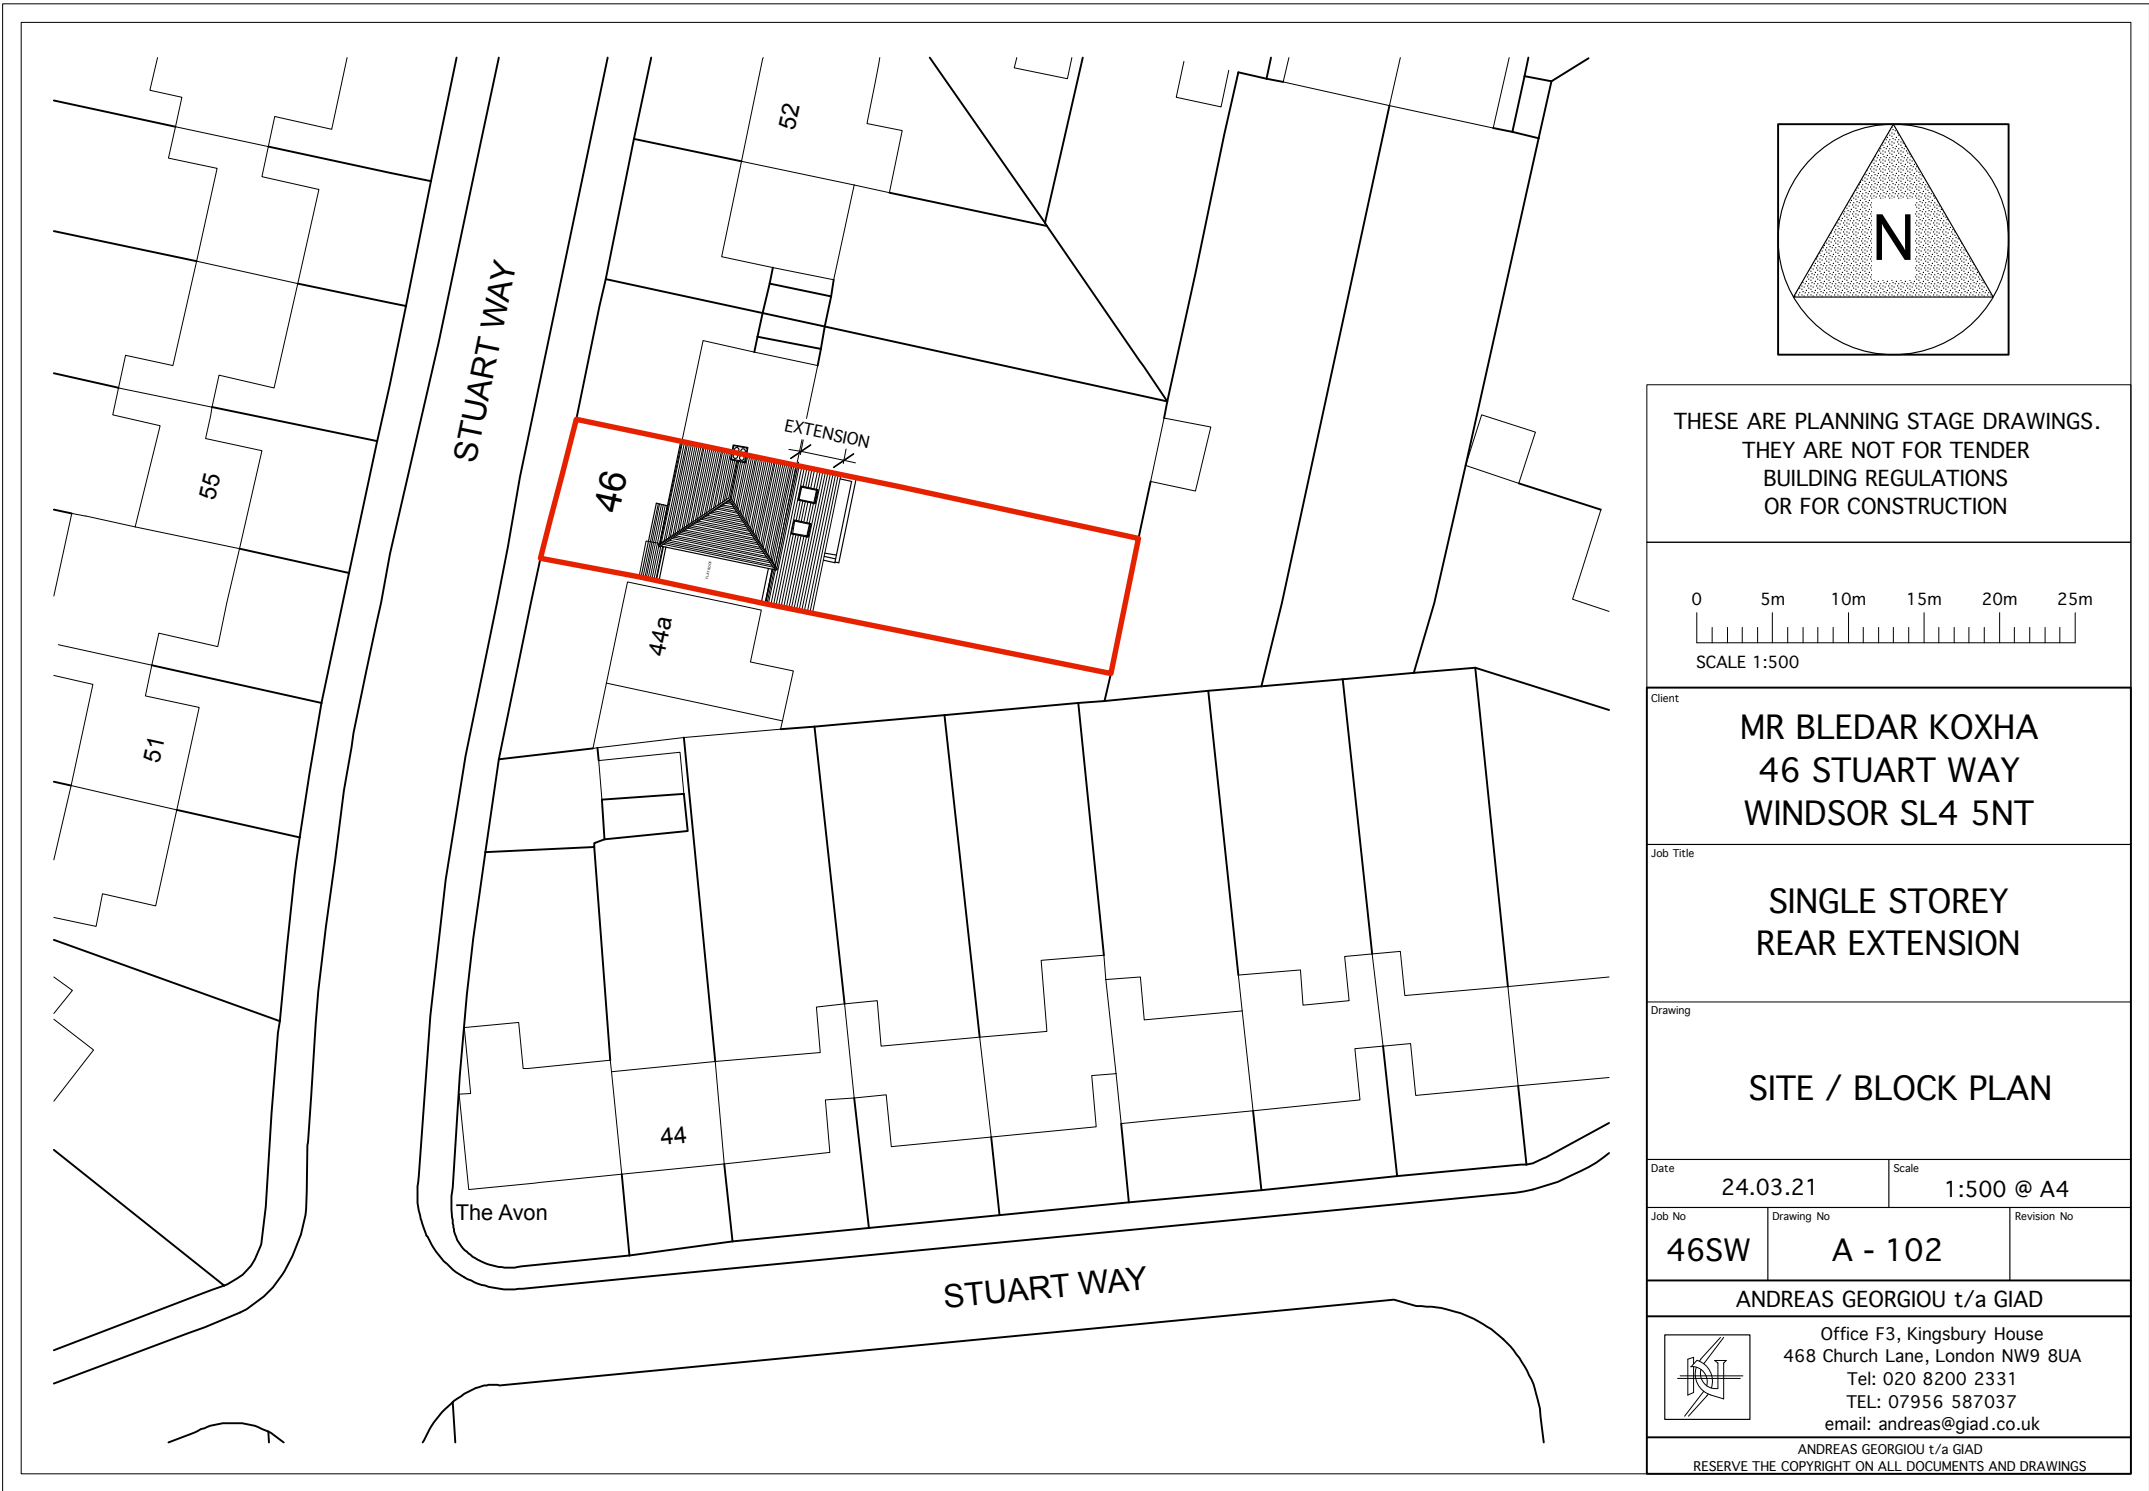 52
STUART WAY
EXTENSION
46
55
44a
51
44
The Avon
STUART WAY
N
THESE ARE PLANNING STAGE DRAWINGS.
THEY ARE NOT FOR TENDER
BUILDING REGULATIONS
OR FOR CONSTRUCTION
0 5m 10m 15m 20m 25m
SCALE 1:500
Client
MR BLEDAR KOXHA
46 STUART WAY
WINDSOR SL4 5NT
Job Title
SINGLE STOREY
REAR EXTENSION
Drawing
SITE / BLOCK PLAN
Date
24.03.21
Scale
1:500 @ A4
Job No
46SW
Drawing No
A - 102
Revision No
ANDREAS GEORGIOU t/a GIAD
Office F3, Kingsbury House
468 Church Lane, London NW9 8UA
Tel: 020 8200 2331
TEL: 07956 587037
email: andreas@giad.co.uk
ANDREAS GEORGIOU t/a GIAD
RESERVE THE COPYRIGHT ON ALL DOCUMENTS AND DRAWINGS